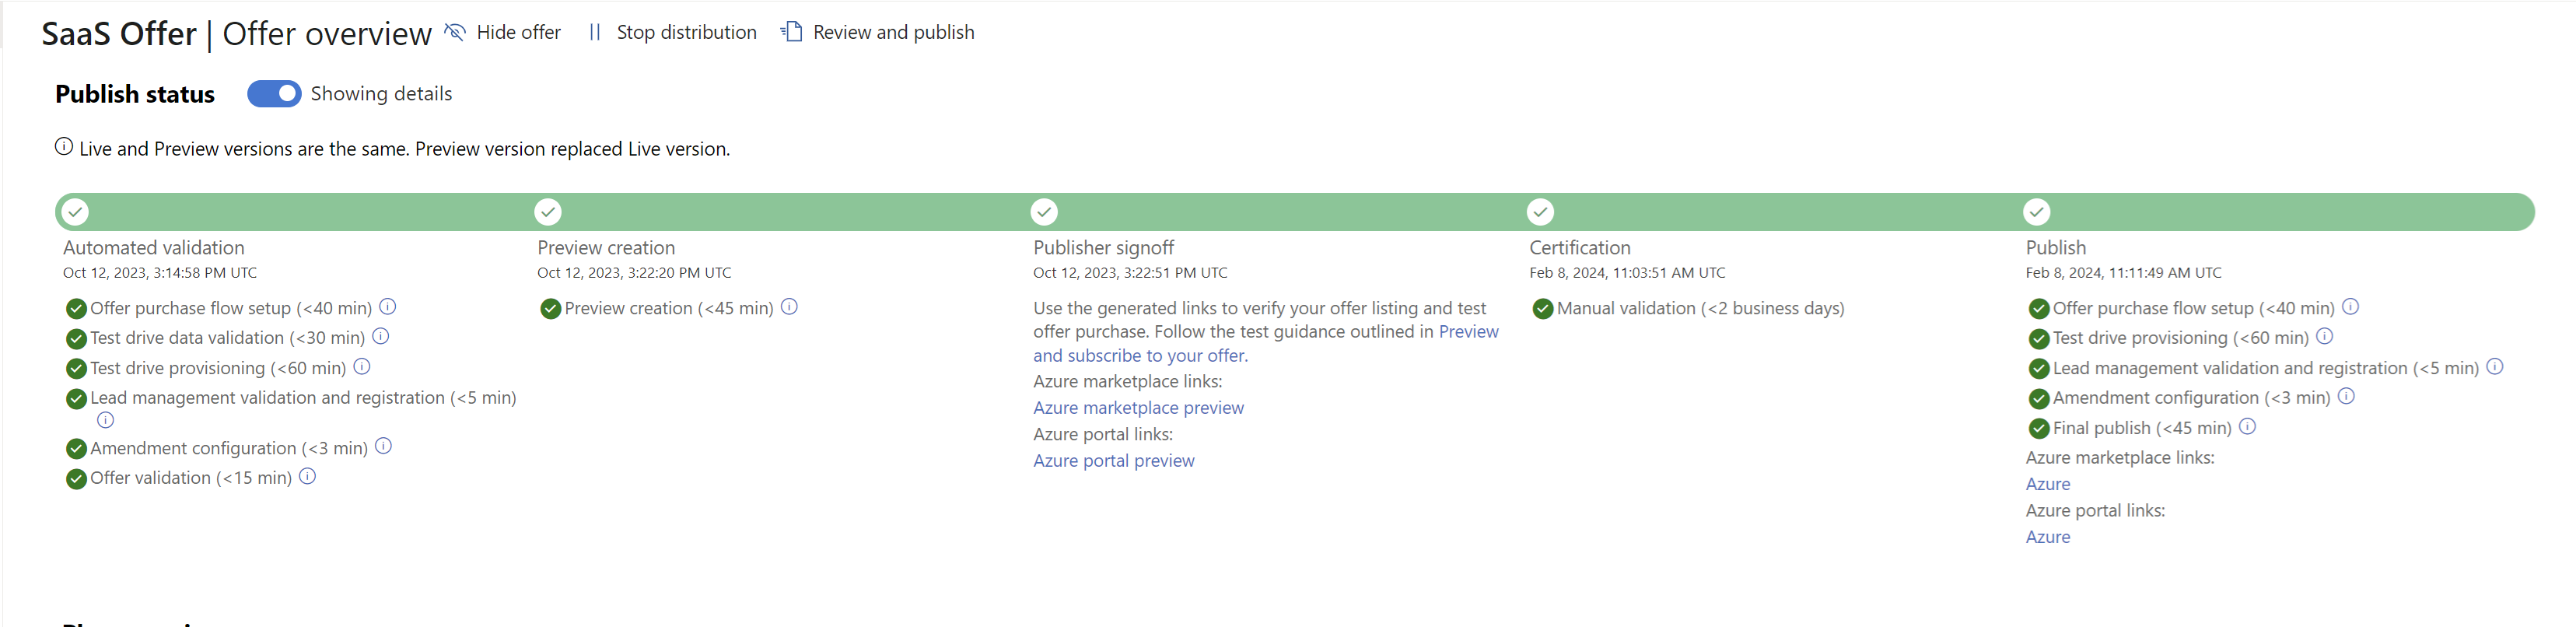 SaaS Offer | Offer overview Hide offer Stop distribution Review and publish
Publish status Showing details
Live and Preview versions are the same. Preview version replaced Live version.
Automated validation
Oct 12, 2023, 3:14:58 PM UTC
Offer purchase flow setup (<40 min)
Test drive data validation (<30 min)
Test drive provisioning (<60 min)
Lead management validation and registration (<5 min)
Amendment configuration (<3 min)
Offer validation (<15 min)
Preview creation
Oct 12, 2023, 3:22:20 PM UTC
Preview creation (<45 min)
Publisher signoff
Oct 12, 2023, 3:22:51 PM UTC
Use the generated links to verify your offer listing and test
offer purchase. Follow the test guidance outlined in Preview
and subscribe to your offer.
Azure marketplace links:
Azure marketplace preview
Azure portal links:
Azure portal preview
Certification
Feb 8, 2024, 11:03:51 AM UTC
Manual validation (<2 business days)
Publish
Feb 8, 2024, 11:11:49 AM UTC
Offer purchase flow setup (<40 min)
Test drive provisioning (<60 min)
Lead management validation and registration (<5 min)
Amendment configuration (<3 min)
Final publish (<45 min)
Azure marketplace links:
Azure
Azure portal links:
Azure